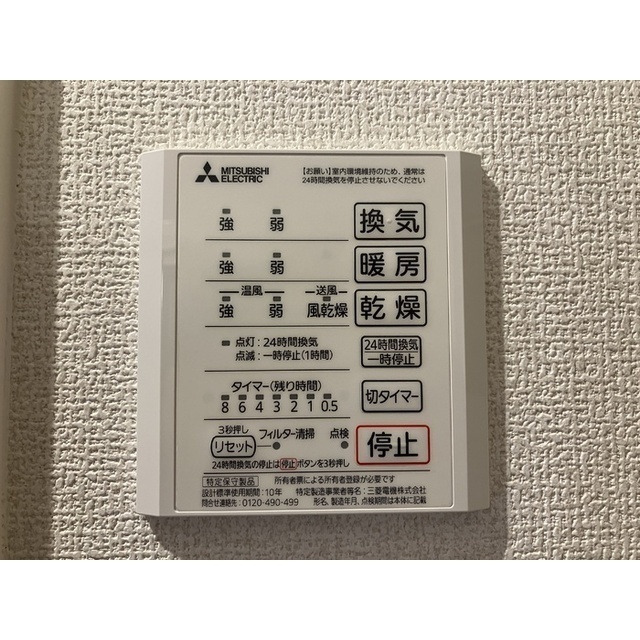 MITSUBISHI ELECTRIC
【お願い】室内環境維持のため、通常は
24時間換気を停止させないでください
強 弱 換気
強 弱 暖房
温風 送風
強 弱 風乾燥 乾燥
点灯:24時間換気
点滅:一時停止(1時間)
24時間換気
一時停止
タイマー(残り時間)
8 6 4 3 2 1 0.5
切タイマー
3秒押し
リセット フィルター清掃 点検
停止
24時間換気の停止は停止ボタンを3秒押し
特定保守製品 所有者票による所有者登録が必要です
設計標準使用期間:10年 特定製造事業者等名:三菱電機株式会社
問合せ連絡先:0120-490-499 形名、製造年月、点検期間は本体に記載